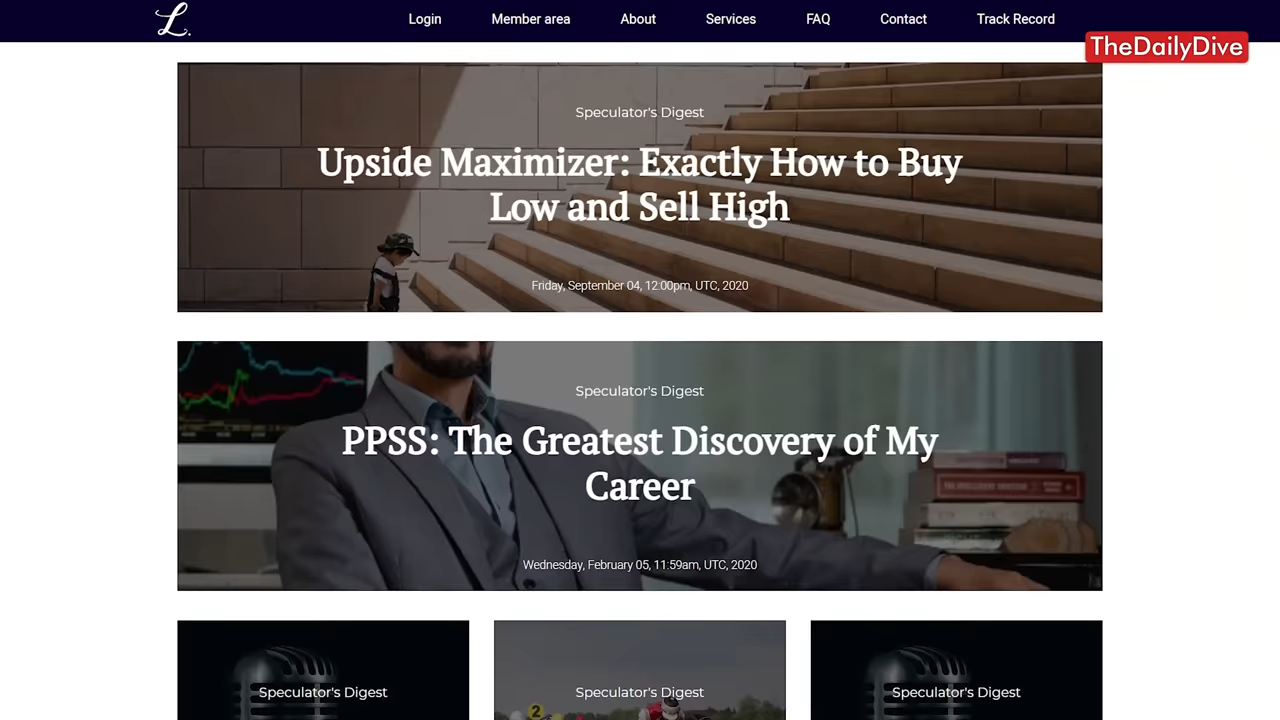 L.
Login
Member area
About
Services
FAQ
Contact
Track Record
TheDailyDive
Speculator's Digest
Upside Maximizer: Exactly How to Buy
Low and Sell High
Friday, September 04, 12:00pm, UTC, 2020
Speculator's Digest
PPSS: The Greatest Discovery of My
Career
Wednesday, February 05, 11:59am, UTC, 2020
Speculator's Digest
Speculator's Digest
2
Speculator's Digest